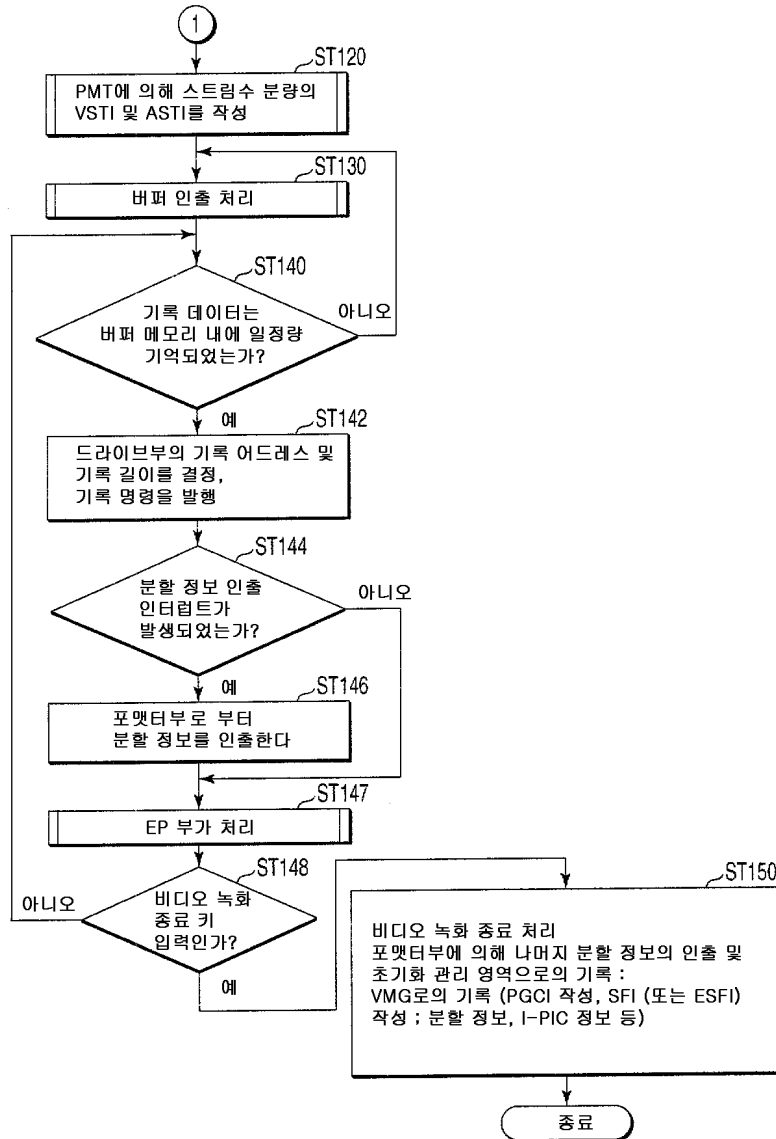 1
ST120
PMT에 의해 스트림수 분량의
VSTI 및 ASTI를 작성
ST130
버퍼 인출 처리
ST140
기록 데이터는
버퍼 메모리 내에 일정량
기억되었는가?
아니오
예
ST142
드라이브부의 기록 어드레스 및
기록 길이를 결정,
기록 명령을 발행
ST144
분할 정보 인출
인터럽트가
발생되었는가?
아니오
예
ST146
포맷터부로 부터
분할 정보를 인출한다
ST147
EP 부가 처리
ST148
비디오 녹화
종료 키
입력인가?
아니오
예
ST150
비디오 녹화 종료 처리
포맷터부에 의해 나머지 분할 정보의 인출 및
초기화 관리 영역으로의 기록 :
VMG로의 기록 (PGCI 작성, SFI (또는 ESFI)
작성 ; 분할 정보, I-PIC 정보 등)
종료